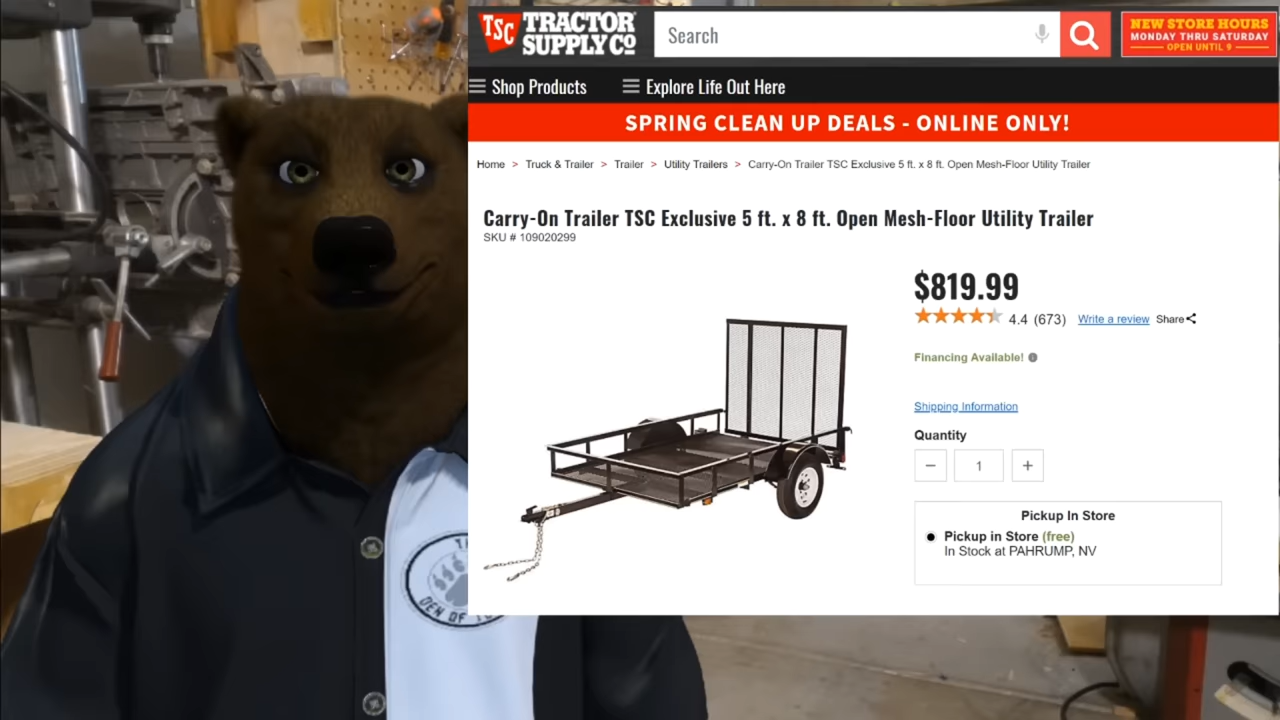 TSC TRACTOR SUPPLY CO
Search
NEW STORE HOURS
MONDAY THRU SATURDAY
OPEN UNTIL 9
Shop Products
Explore Life Out Here
SPRING CLEAN UP DEALS - ONLINE ONLY!
Home > Truck & Trailer > Trailer > Utility Trailers > Carry-On Trailer TSC Exclusive 5 ft. x 8 ft. Open Mesh-Floor Utility Trailer
Carry-On Trailer TSC Exclusive 5 ft. x 8 ft. Open Mesh-Floor Utility Trailer
SKU # 109020299
$819.99
4.4 (673) Write a review Share
Financing Available!
Shipping Information
Quantity
− 1 +
Pickup In Store
Pickup in Store (free)
In Stock at PAHRUMP, NV
DEN OF